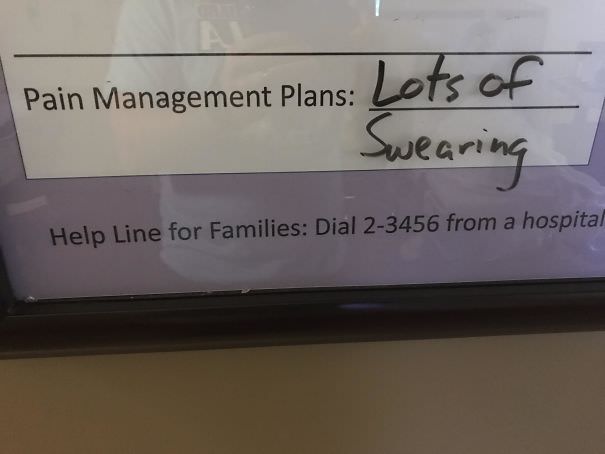 Pain Management Plans: Lots of
Swearing
Help Line for Families: Dial 2-3456 from a hospital